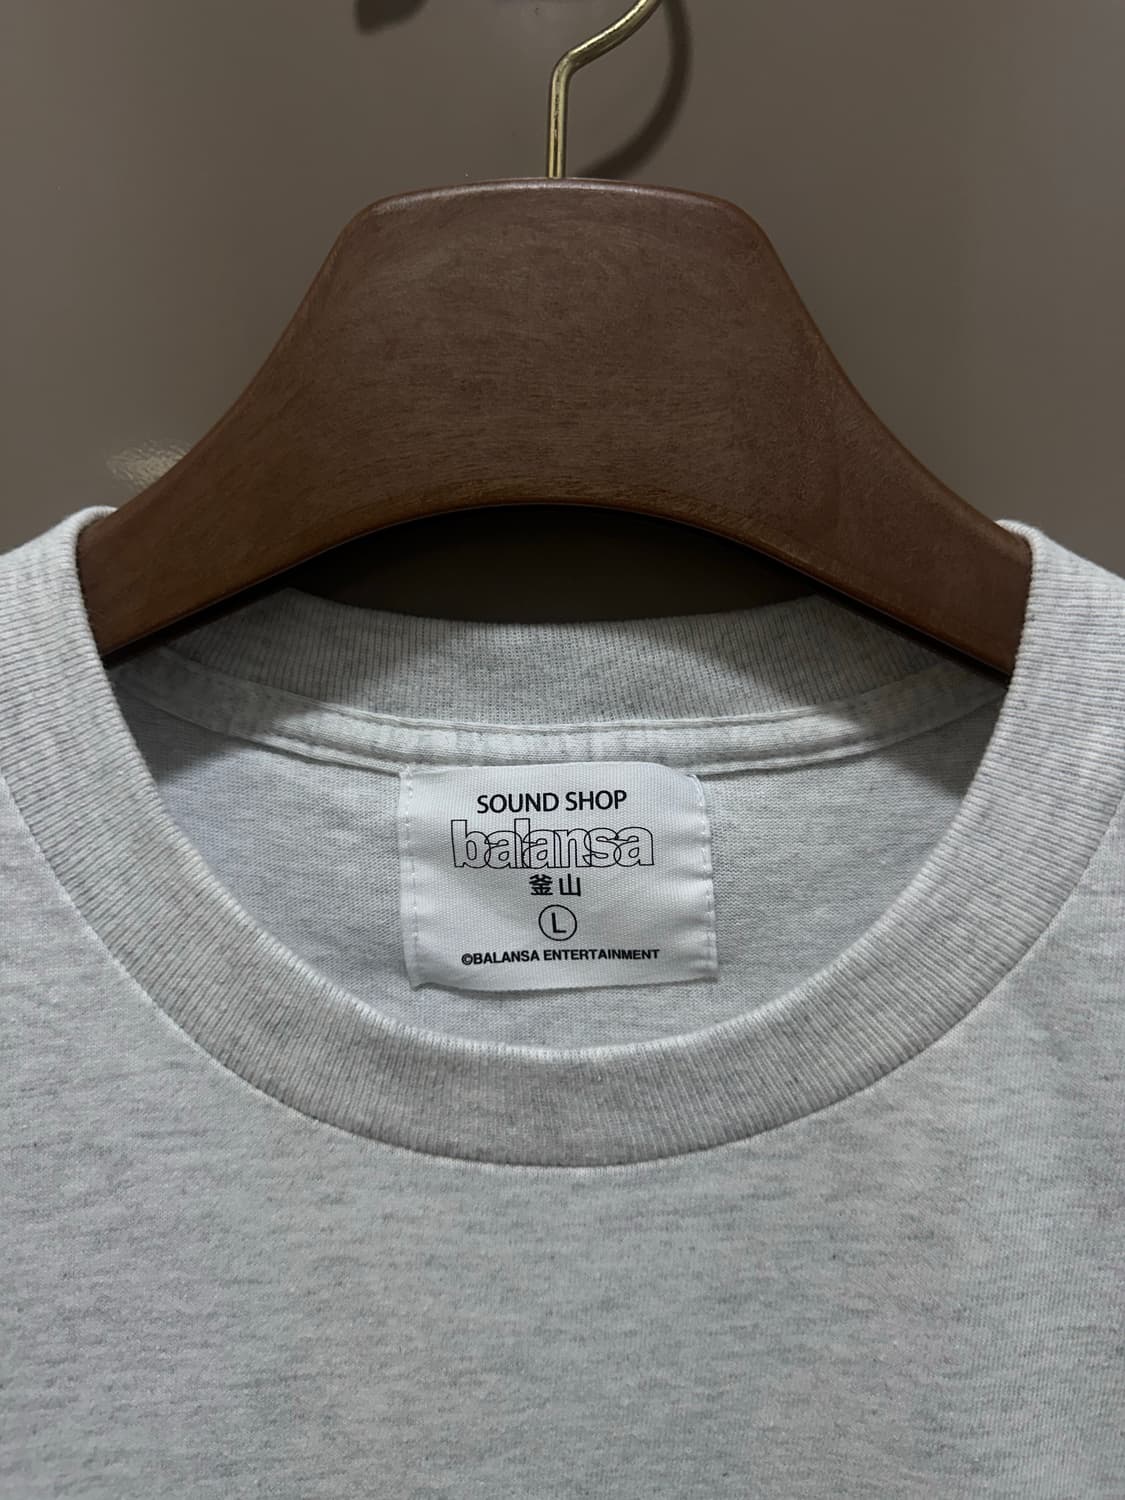 SOUND SHOP
balansa
釜山
L
©BALANSA ENTERTAINMENT